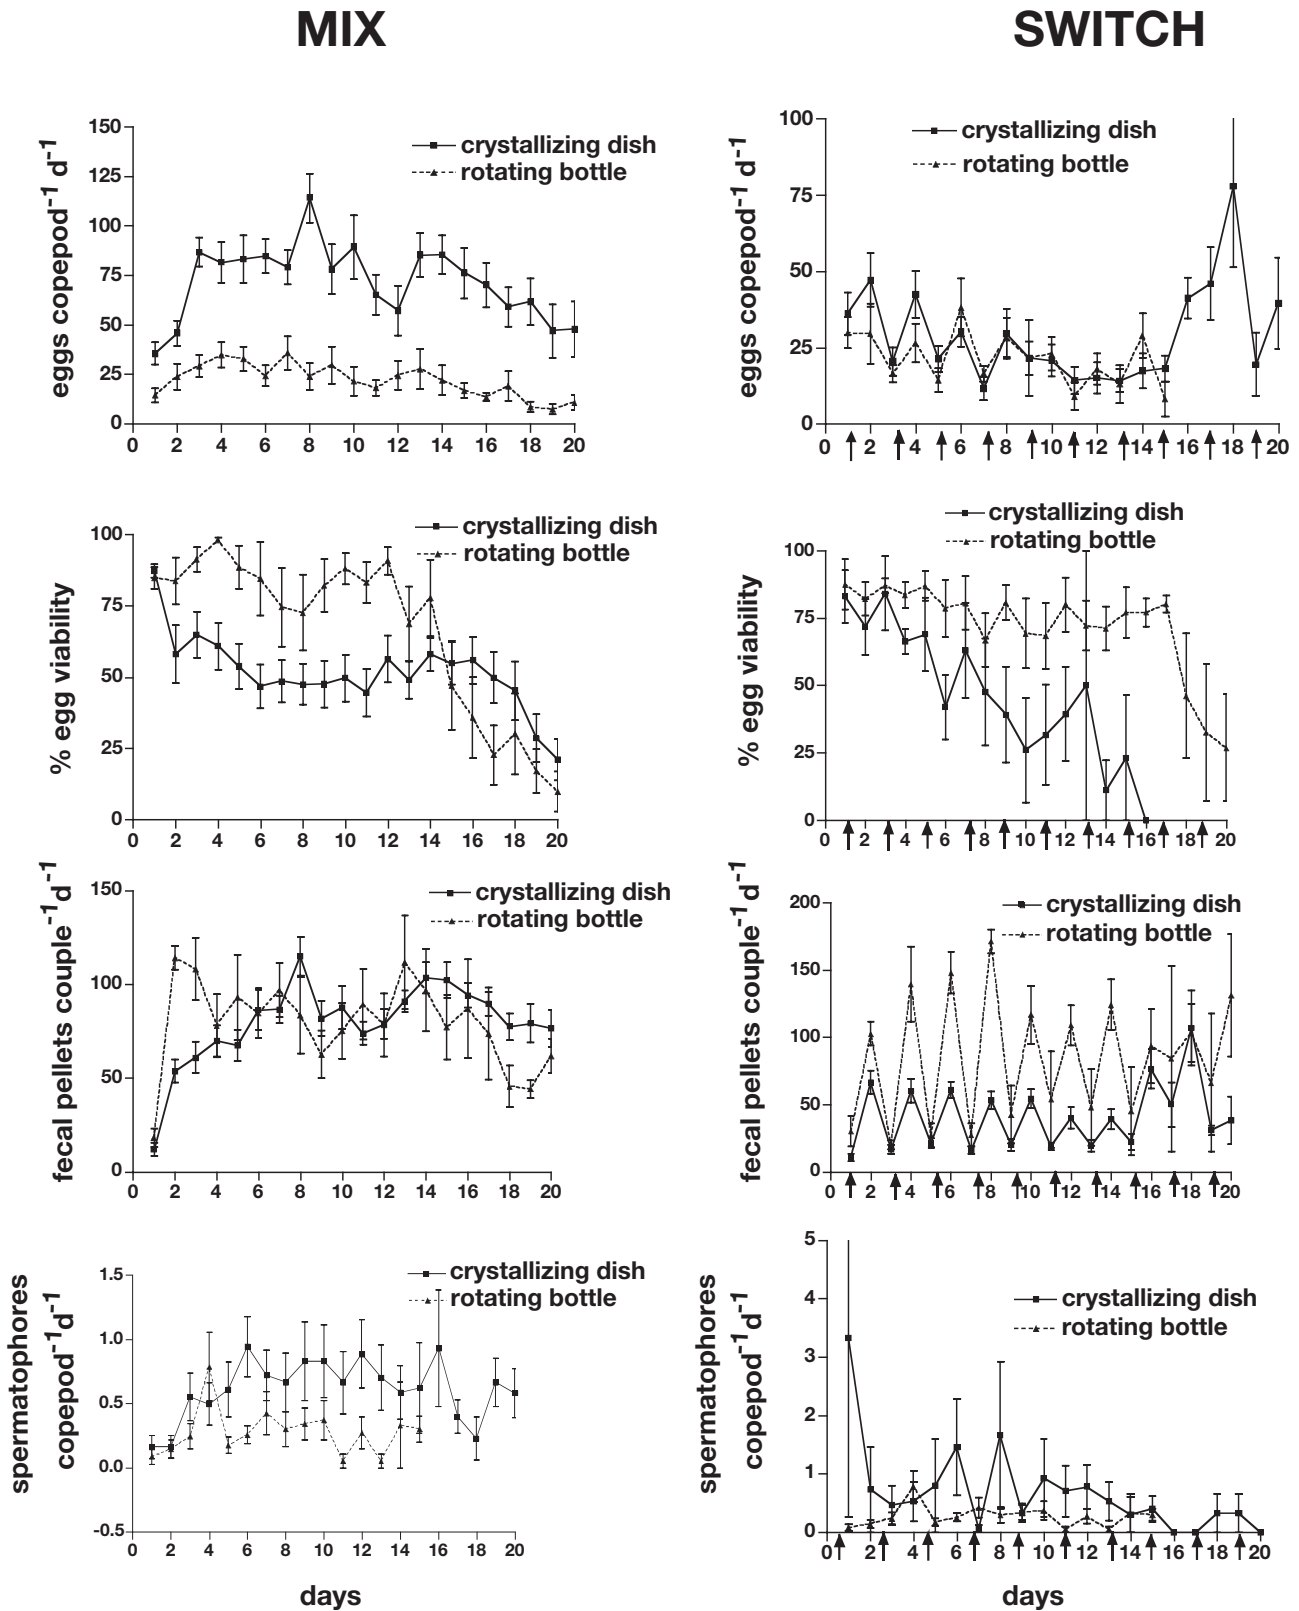 MIX
SWITCH
eggs copepod-1 d-1
150
125
100
75
50
25
0
0 2 4 6 8 10 12 14 16 18 20
crystallizing dish
rotating bottle
eggs copepod-1 d-1
100
75
50
25
0
0 2 4 6 8 10 12 14 16 18 20
crystallizing dish
rotating bottle
% egg viability
100
75
50
25
0
0 2 4 6 8 10 12 14 16 18 20
crystallizing dish
rotating bottle
% egg viability
100
75
50
25
0
0 2 4 6 8 10 12 14 16 18 20
crystallizing dish
rotating bottle
fecal pellets couple-1d-1
150
100
50
0
0 2 4 6 8 10 12 14 16 18 20
crystallizing dish
rotating bottle
fecal pellets couple-1d-1
200
150
100
50
0
0 2 4 6 8 10 12 14 16 18 20
crystallizing dish
rotating bottle
spermatophores
copepod-1d-1
1.5
1.0
0.5
0.0
-0.5
0 2 4 6 8 10 12 14 16 18 20
crystallizing dish
rotating bottle
days
spermatophores
copepod-1d-1
5
4
3
2
1
0
0 2 4 6 8 10 12 14 16 18 20
crystallizing dish
rotating bottle
days